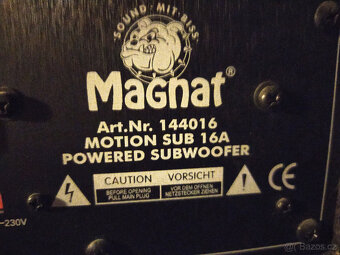 SOUND·MIT·BISS
Magnat®
Art.Nr. 144016
MOTION SUB 16A
POWERED SUBWOOFER
CAUTION VORSICHT
BEFORE OPENING PULL MAIN PLUG
VOR DEM ÖFFNEN NETZSTECKER ZIEHEN
CE
~230V
Bazos.cz